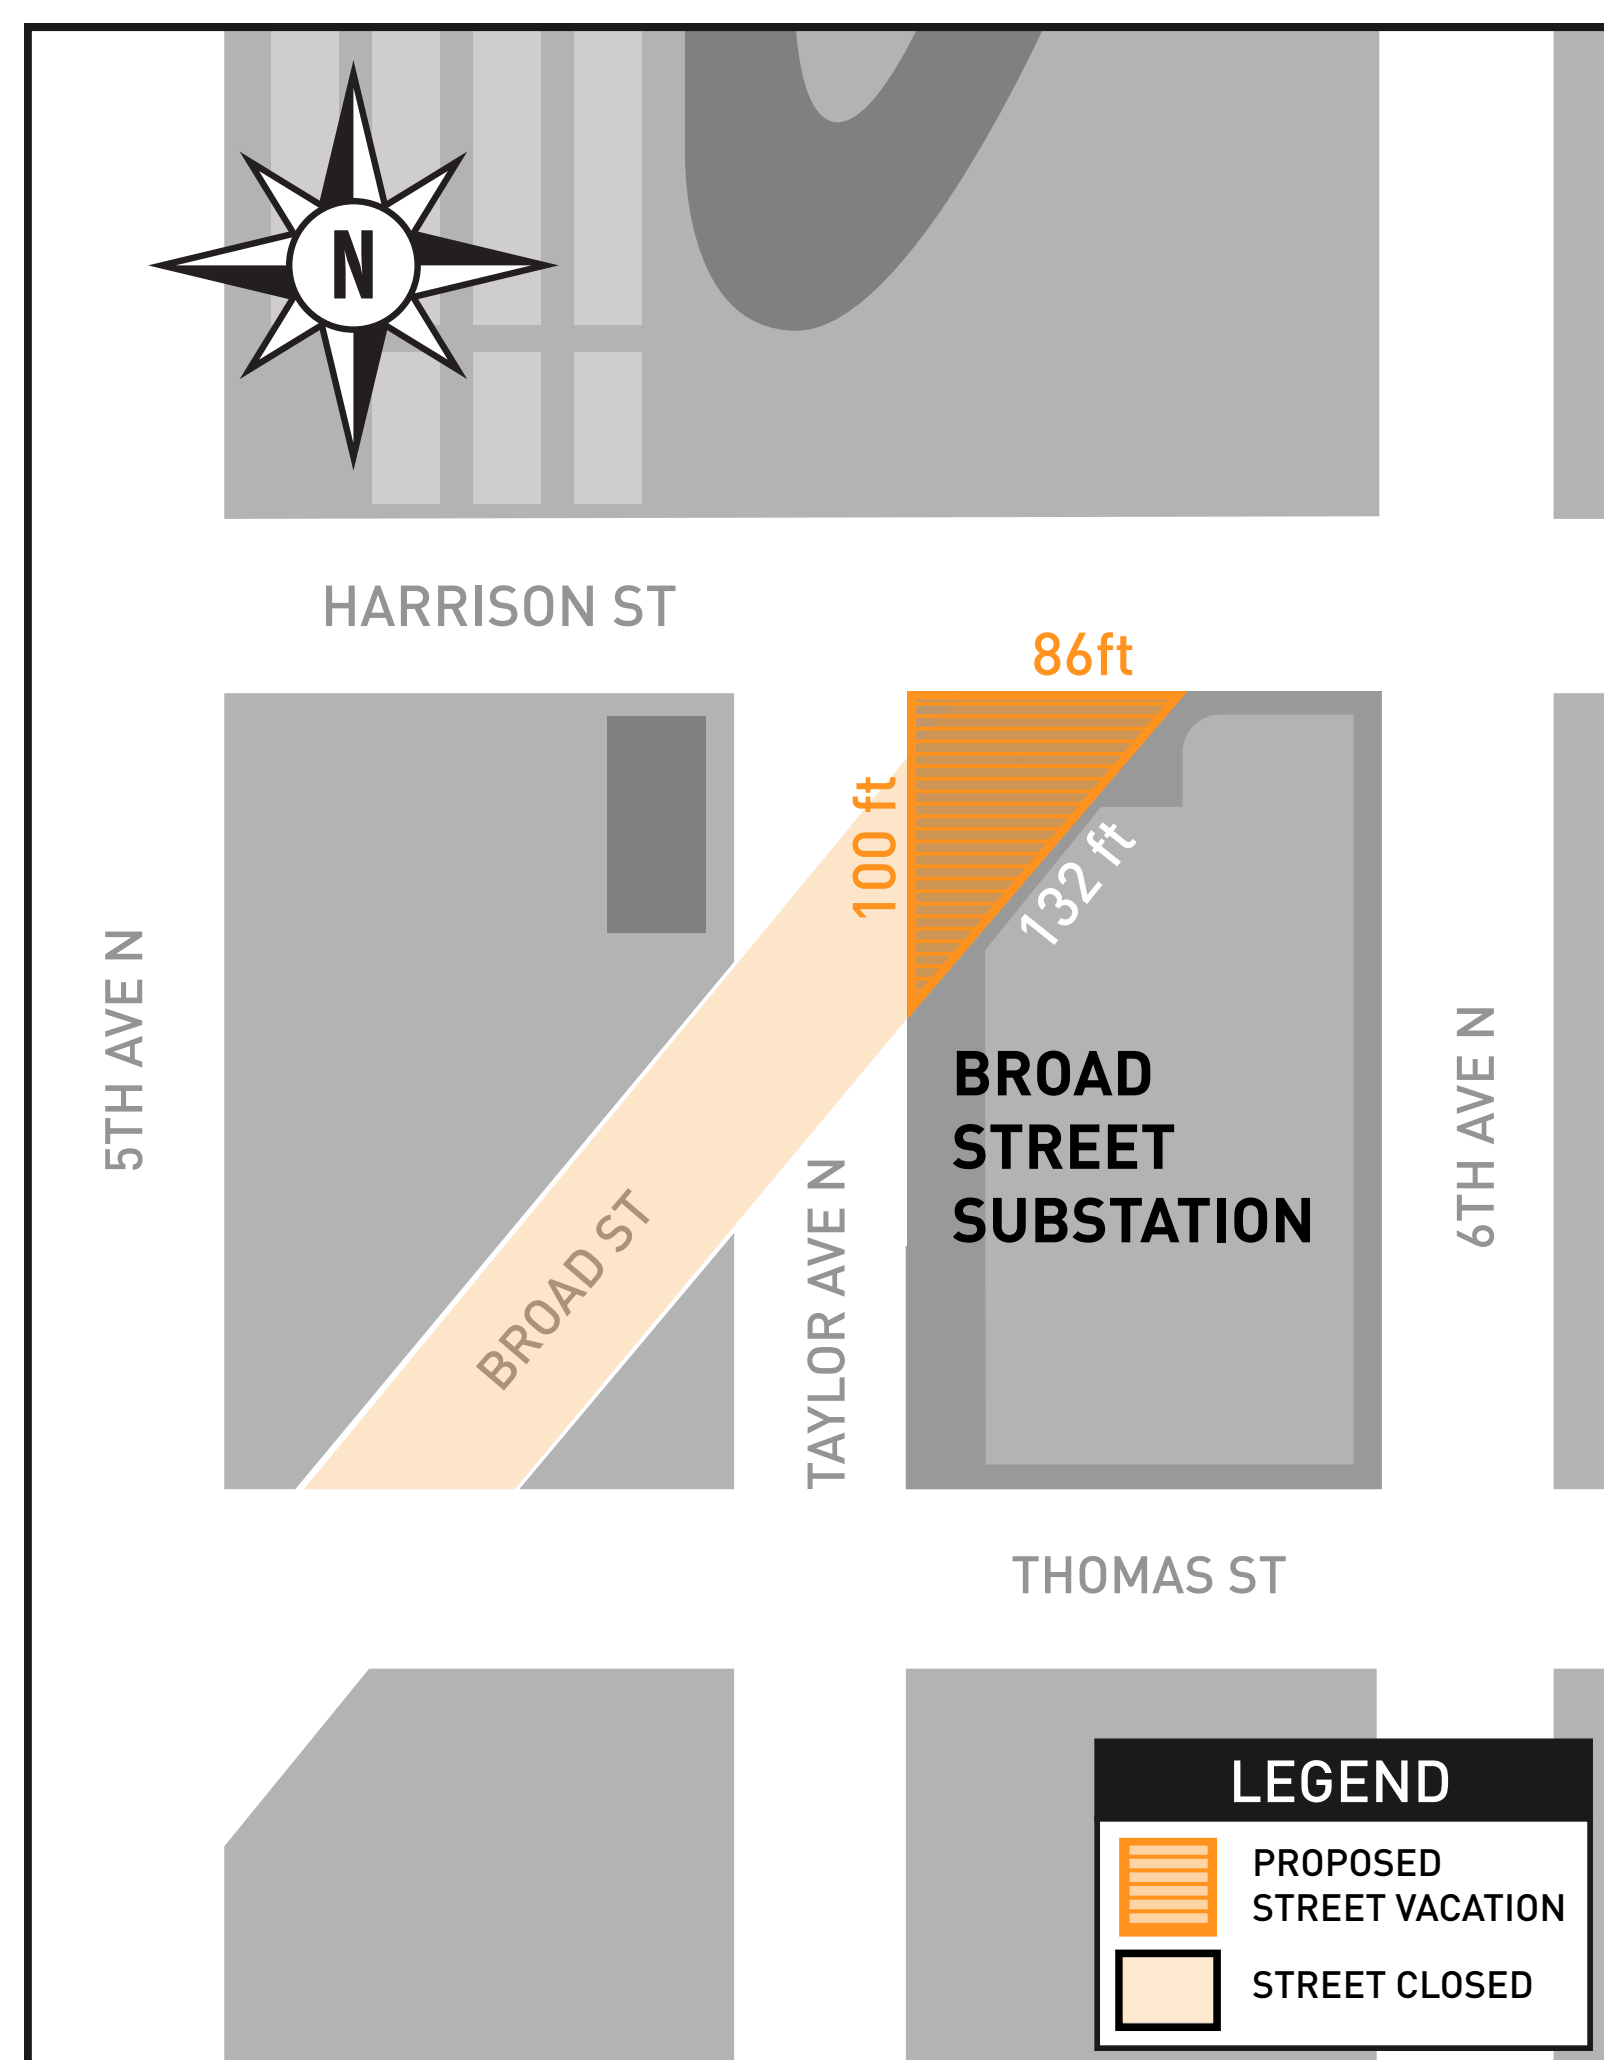 N
HARRISON ST
86ft
100 ft
132 ft
5TH AVE N
BROAD
STREET
SUBSTATION
6TH AVE N
BROAD ST
TAYLOR AVE N
THOMAS ST
LEGEND
PROPOSED
STREET VACATION
STREET CLOSED